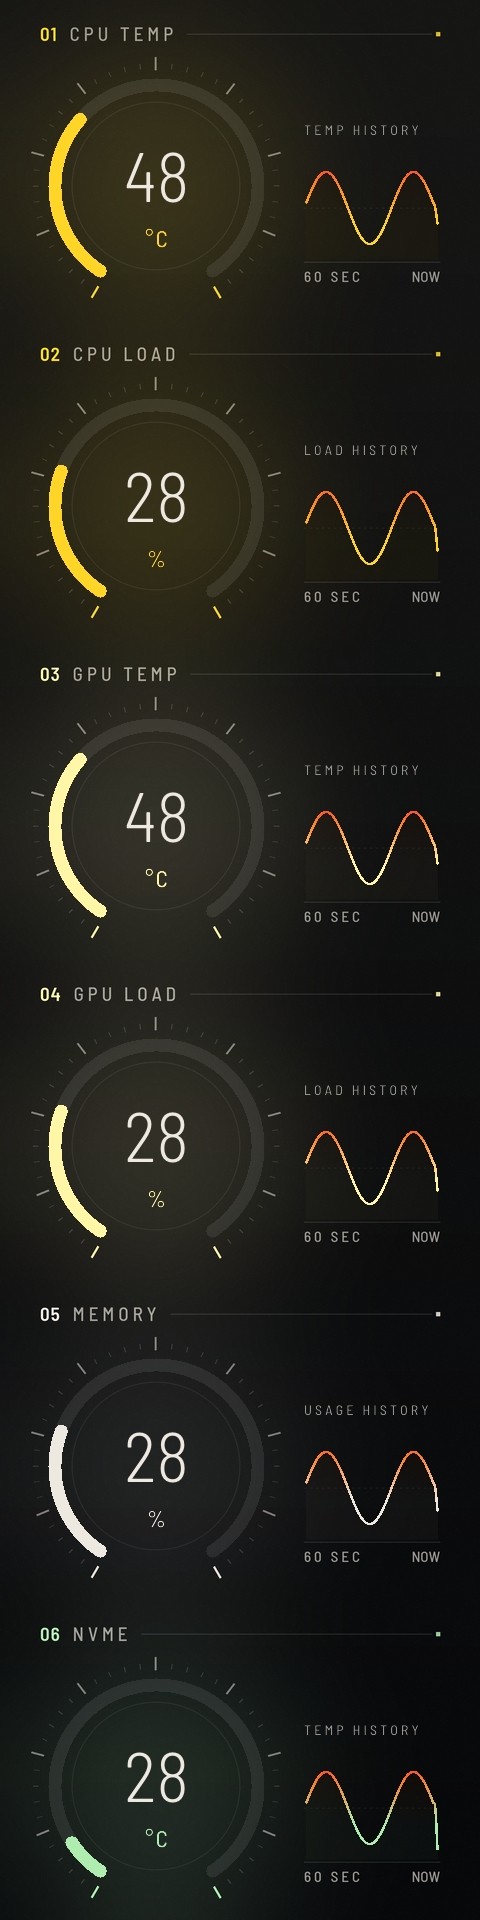 01 CPU TEMP
48
°C
TEMP HISTORY
60 SEC NOW
02 CPU LOAD
28
%
LOAD HISTORY
60 SEC NOW
03 GPU TEMP
48
°C
TEMP HISTORY
60 SEC NOW
04 GPU LOAD
28
%
LOAD HISTORY
60 SEC NOW
05 MEMORY
28
%
USAGE HISTORY
60 SEC NOW
06 NVME
28
°C
TEMP HISTORY
60 SEC NOW